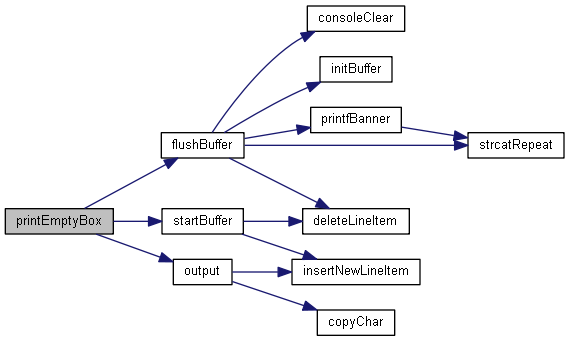 consoleClear
initBuffer
printfBanner
flushBuffer
strcatRepeat
printEmptyBox
startBuffer
deleteLineItem
output
insertNewLineItem
copyChar